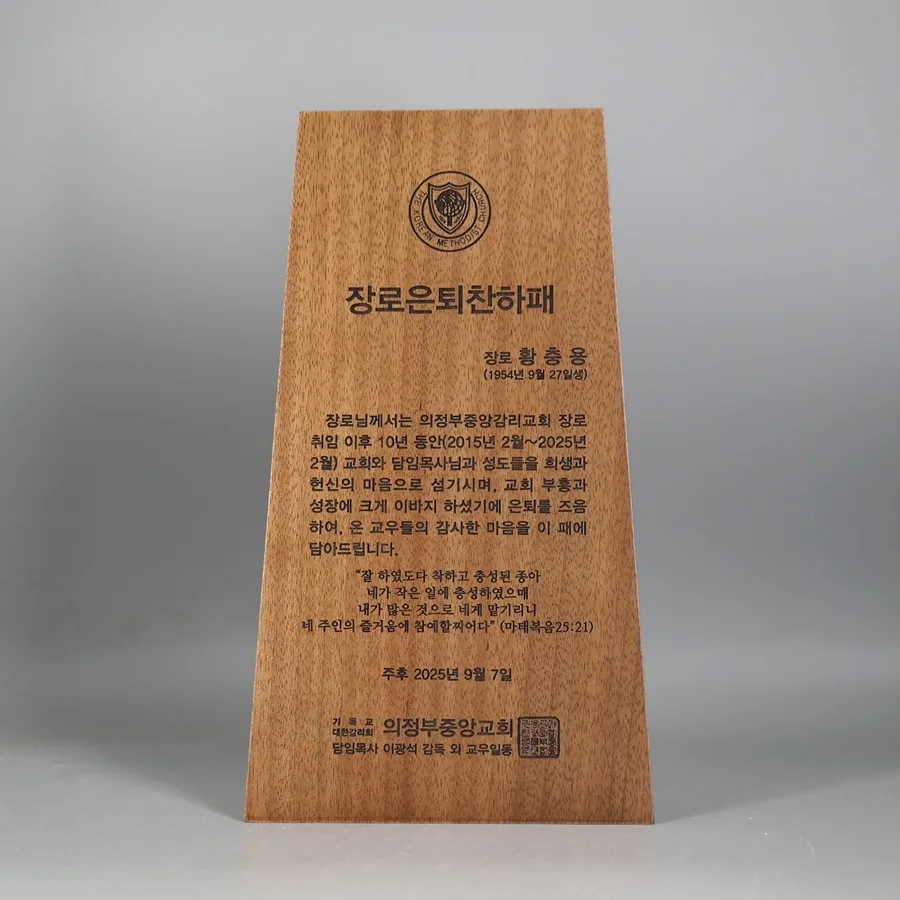 THE KOREAN METHODIST CHURCH
장로은퇴찬하패
장로 황 충 용
(1954년 9월 27일생)
장로님께서는 의정부중앙감리교회 장로
취임 이후 10년 동안(2015년 2월~2025년
2월) 교회와 담임목사님과 성도들을 희생과
헌신의 마음으로 섬기시며, 교회 부흥과
성장에 크게 이바지 하셨기에 은퇴를 즈음
하여, 온 교우들의 감사한 마음을 이 패에
담아드립니다.
"잘 하였도다 착하고 충성된 종아
네가 작은 일에 충성하였으매
내가 많은 것으로 네게 맡기리니
네 주인의 즐거움에 참예할찌어다" (마태복음25:21)
주후 2025년 9월 7일
기 독 교
대한감리회 의정부중앙교회
담임목사 이광석 감독 외 교우일동